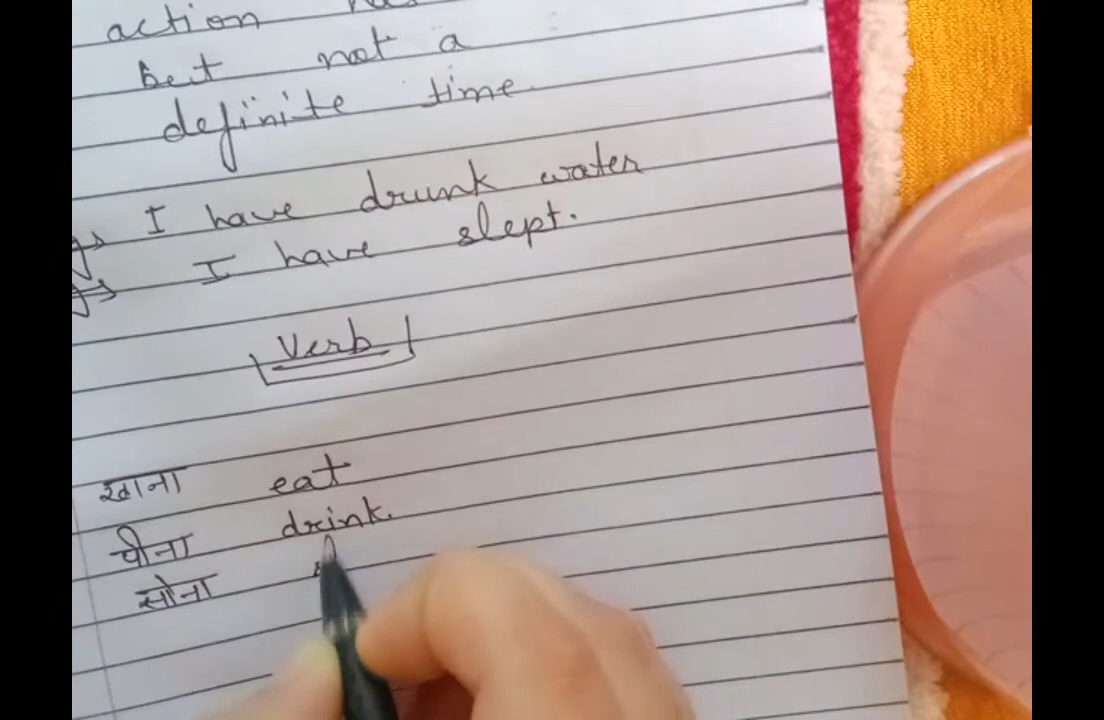 action
but not a
definite time
I have drunk water
I have slept.
Verb
खाना eat
पीना drink.
सोना